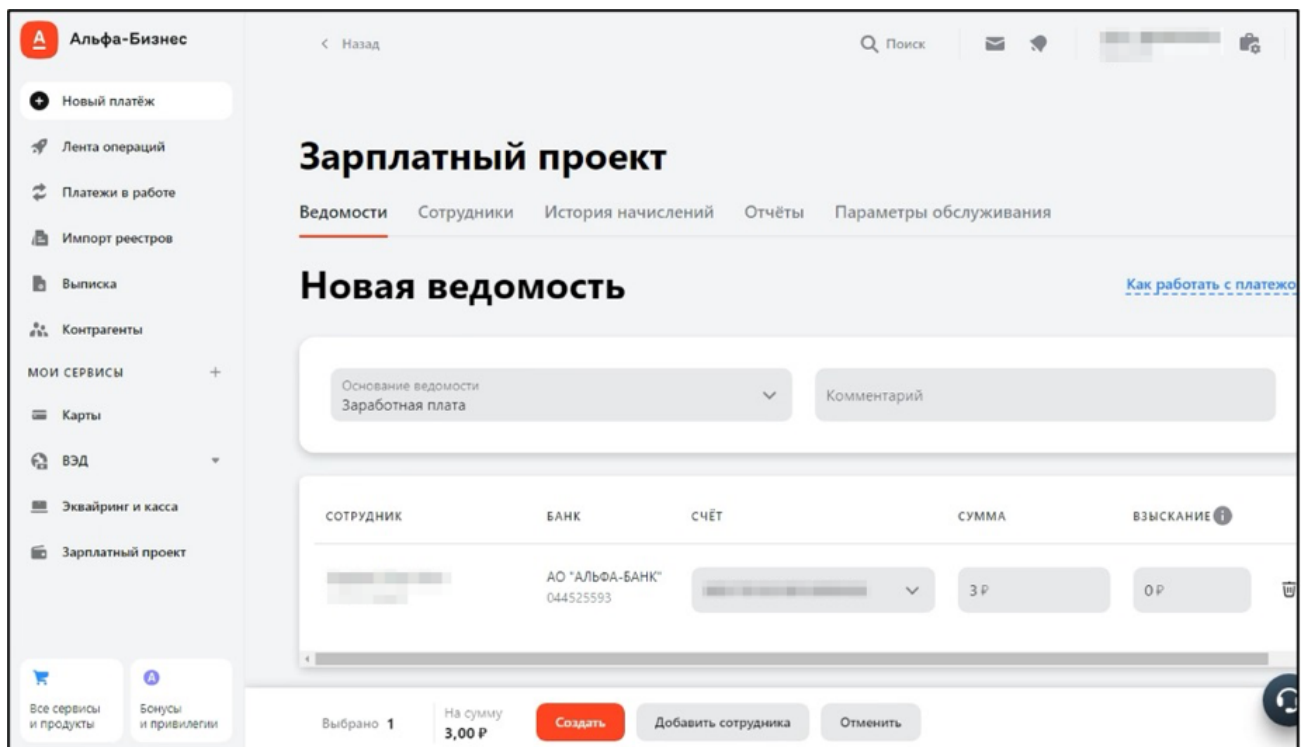 Альфа-Бизнес
Назад
Поиск
Новый платёж
Лента операций
Платежи в работе
Импорт реестров
Выписка
Контрагенты
МОИ СЕРВИСЫ
Карты
ВЭД
Эквайринг и касса
Зарплатный проект
Все сервисы
и продукты
Бонусы
и привилегии
Зарплатный проект
Ведомости Сотрудники История начислений Отчёты Параметры обслуживания
Новая ведомость
Как работать с платежо
Основание ведомости
Заработная плата
Комментарий
СОТРУДНИК БАНК СЧЁТ СУММА ВЗЫСКАНИЕ
АО "АЛЬФА-БАНК"
044525593
3 ₽
0 ₽
Выбрано 1
На сумму
3,00 ₽
Создать
Добавить сотрудника
Отменить